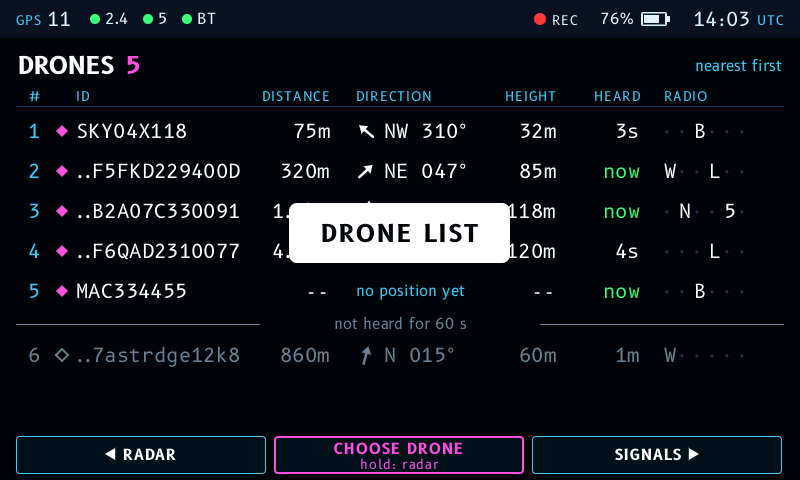 GPS 11 2.4 5 BT REC 76% 14:03 UTC
DRONES 5 nearest first
# ID DISTANCE DIRECTION HEIGHT HEARD RADIO
1 SKY04X118 75m NW 310° 32m 3s · · B · · ·
2 ..F5FKD229400D 320m NE 047° 85m now W · · L · ·
3 ..B2A07C330091 118m now · N · · 5 ·
DRONE LIST
4 ..F6QAD2310077 120m 4s · · · L · ·
5 MAC334455 -- no position yet -- now · · B · · ·
not heard for 60 s
6 ..7astrdge12k8 860m N 015° 60m 1m W · · · · ·
◀ RADAR CHOOSE DRONE SIGNALS ▶
hold: radar